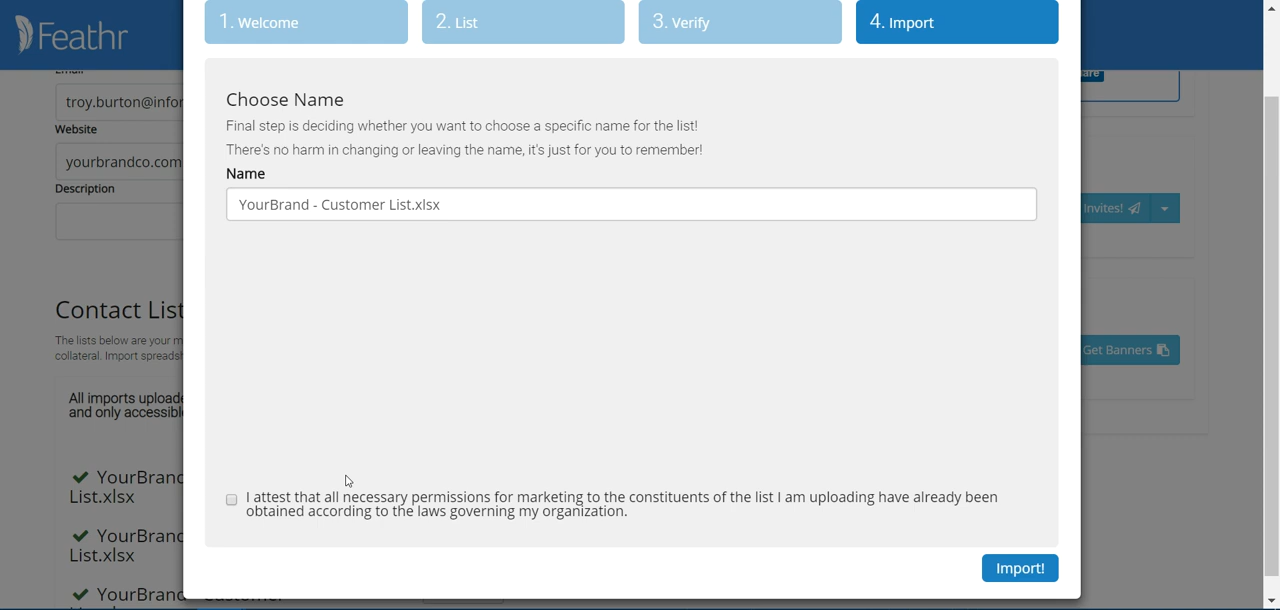 Feathr
1. Welcome
2. List
3. Verify
4. Import
Email
troy.burton@infor
Website
yourbrandco.com
Description
Contact List
The lists below are your m
collateral. Import spreadsh
All imports uploade
and only accessible
YourBrand
List.xlsx
YourBrand
List.xlsx
YourBrand - Customer
Choose Name
Final step is deciding whether you want to choose a specific name for the list!
There's no harm in changing or leaving the name, it's just for you to remember!
Name
YourBrand - Customer List.xlsx
I attest that all necessary permissions for marketing to the constituents of the list I am uploading have already been
obtained according to the laws governing my organization.
Import!
Invites!
Get Banners